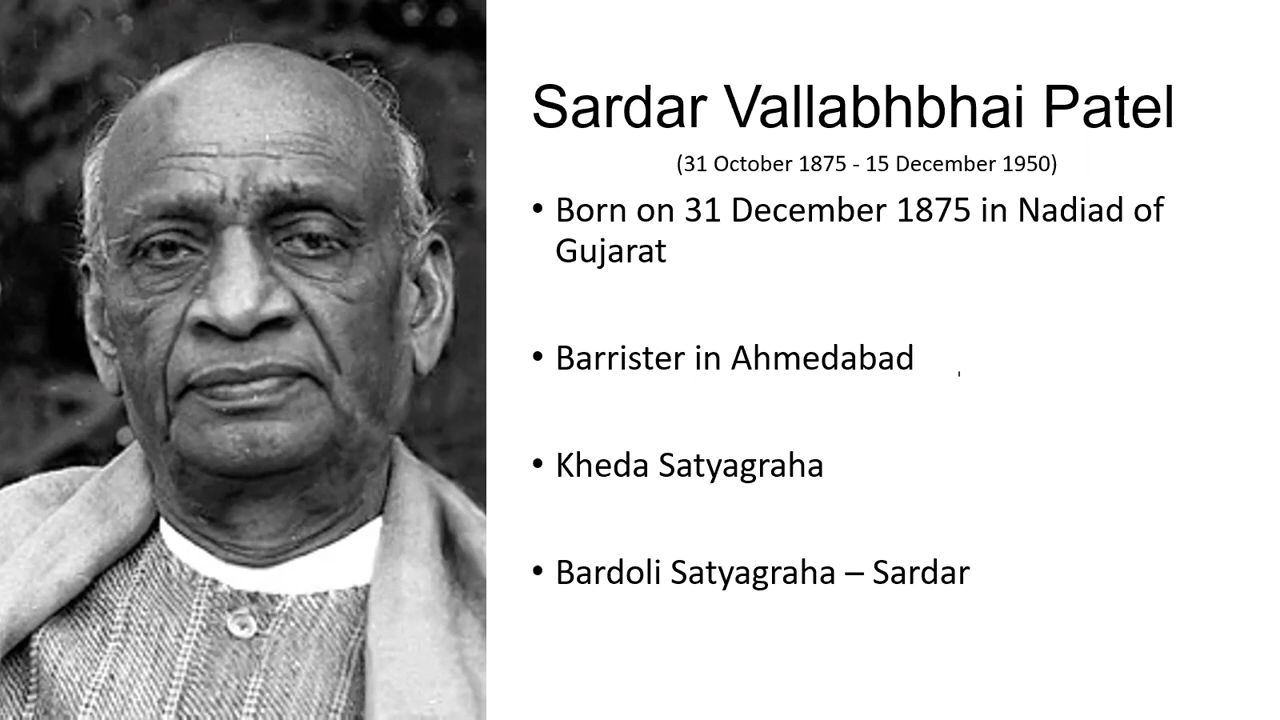 Sardar Vallabhbhai Patel
(31 October 1875 - 15 December 1950)
• Born on 31 December 1875 in Nadiad of
Gujarat
• Barrister in Ahmedabad
• Kheda Satyagraha
• Bardoli Satyagraha – Sardar